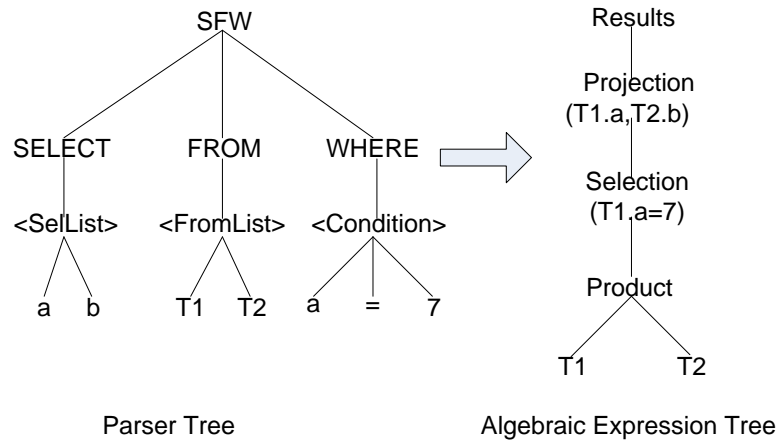 SFW
SELECT FROM WHERE
<SelList> <FromList> <Condition>
a b T1 T2 a = 7
Parser Tree
Results
Projection
(T1.a,T2.b)
Selection
(T1.a=7)
Product
T1 T2
Algebraic Expression Tree